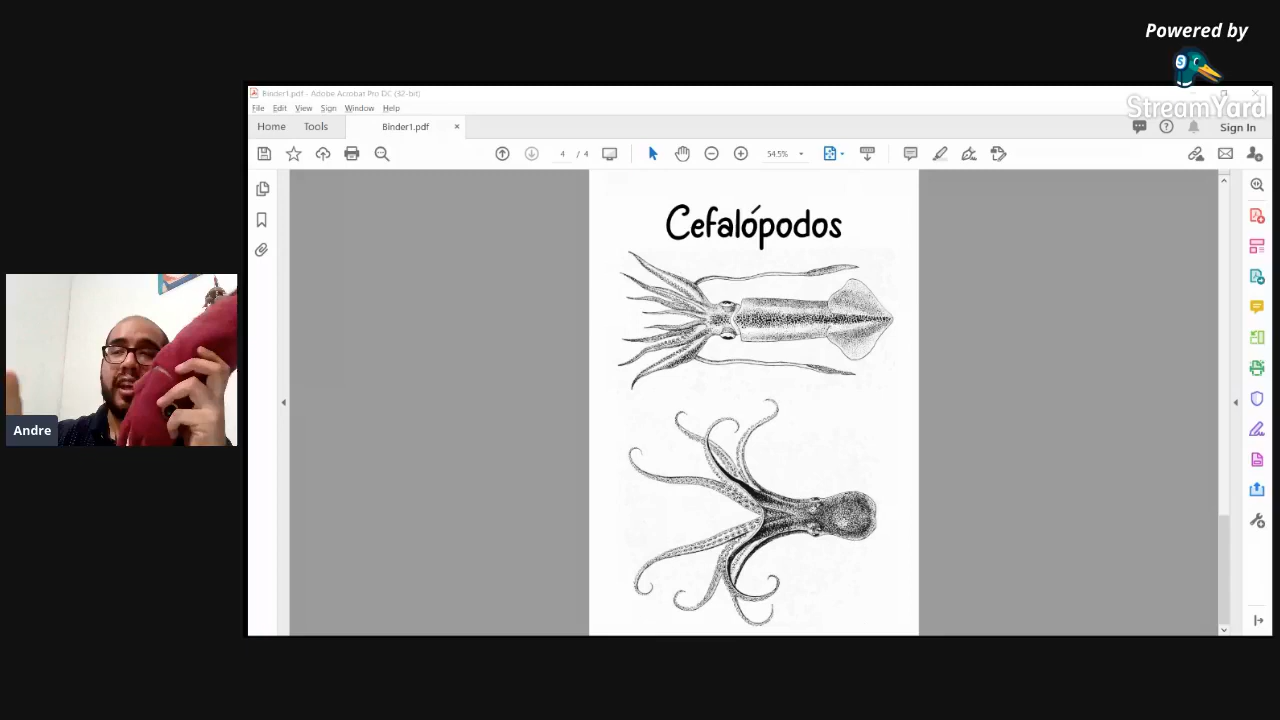 Powered by
S
StreamYard
Binder1.pdf - Adobe Acrobat Pro DC (32-bit)
File Edit View Sign Window Help
Home Tools Binder1.pdf × Sign In
4 / 4 54.5%
Cefalópodos
Andre